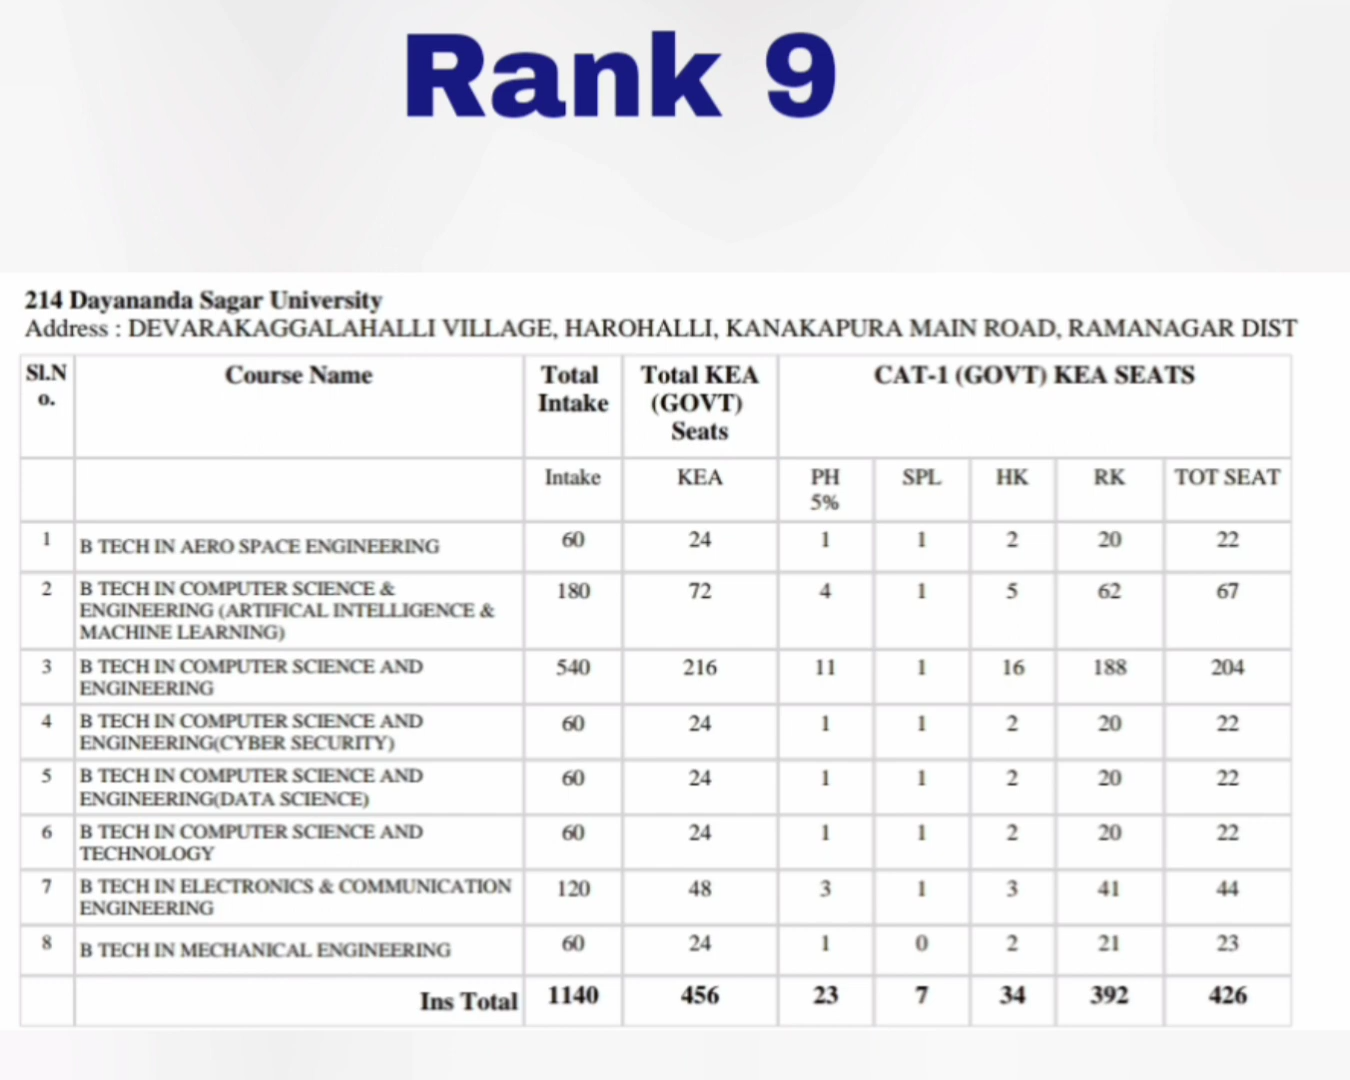 Rank 9
214 Dayananda Sagar University
Address : DEVARAKAGGALAHALLI VILLAGE, HAROHALLI, KANAKAPURA MAIN ROAD, RAMANAGAR DIST
Sl.N o. Course Name Total Intake Total KEA (GOVT) Seats CAT-1 (GOVT) KEA SEATS
Intake KEA PH 5% SPL HK RK TOT SEAT
1 B TECH IN AERO SPACE ENGINEERING 60 24 1 1 2 20 22
2 B TECH IN COMPUTER SCIENCE & ENGINEERING (ARTIFICAL INTELLIGENCE & MACHINE LEARNING) 180 72 4 1 5 62 67
3 B TECH IN COMPUTER SCIENCE AND ENGINEERING 540 216 11 1 16 188 204
4 B TECH IN COMPUTER SCIENCE AND ENGINEERING(CYBER SECURITY) 60 24 1 1 2 20 22
5 B TECH IN COMPUTER SCIENCE AND ENGINEERING(DATA SCIENCE) 60 24 1 1 2 20 22
6 B TECH IN COMPUTER SCIENCE AND TECHNOLOGY 60 24 1 1 2 20 22
7 B TECH IN ELECTRONICS & COMMUNICATION ENGINEERING 120 48 3 1 3 41 44
8 B TECH IN MECHANICAL ENGINEERING 60 24 1 0 2 21 23
Ins Total 1140 456 23 7 34 392 426